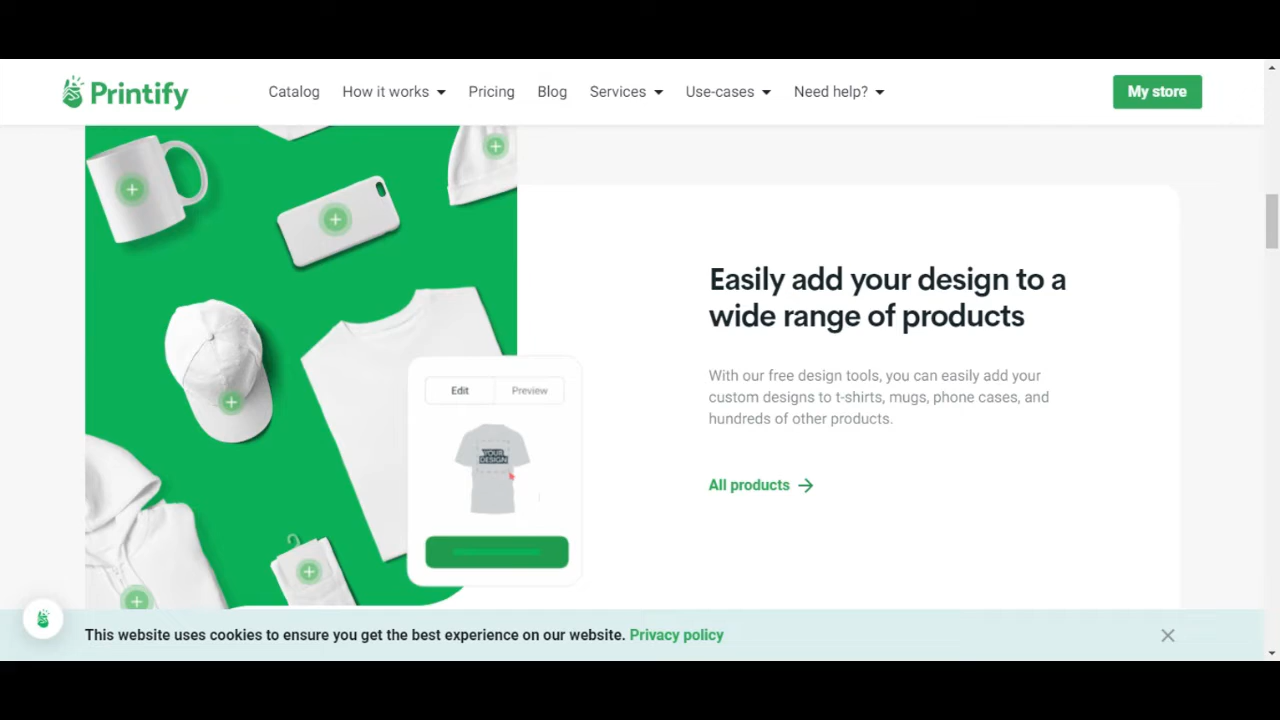 Printify
Catalog How it works Pricing Blog Services Use-cases Need help? My store
Easily add your design to a
wide range of products
With our free design tools, you can easily add your
custom designs to t-shirts, mugs, phone cases, and
hundreds of other products.
All products
Edit Preview
YOUR
DESIGN
This website uses cookies to ensure you get the best experience on our website. Privacy policy